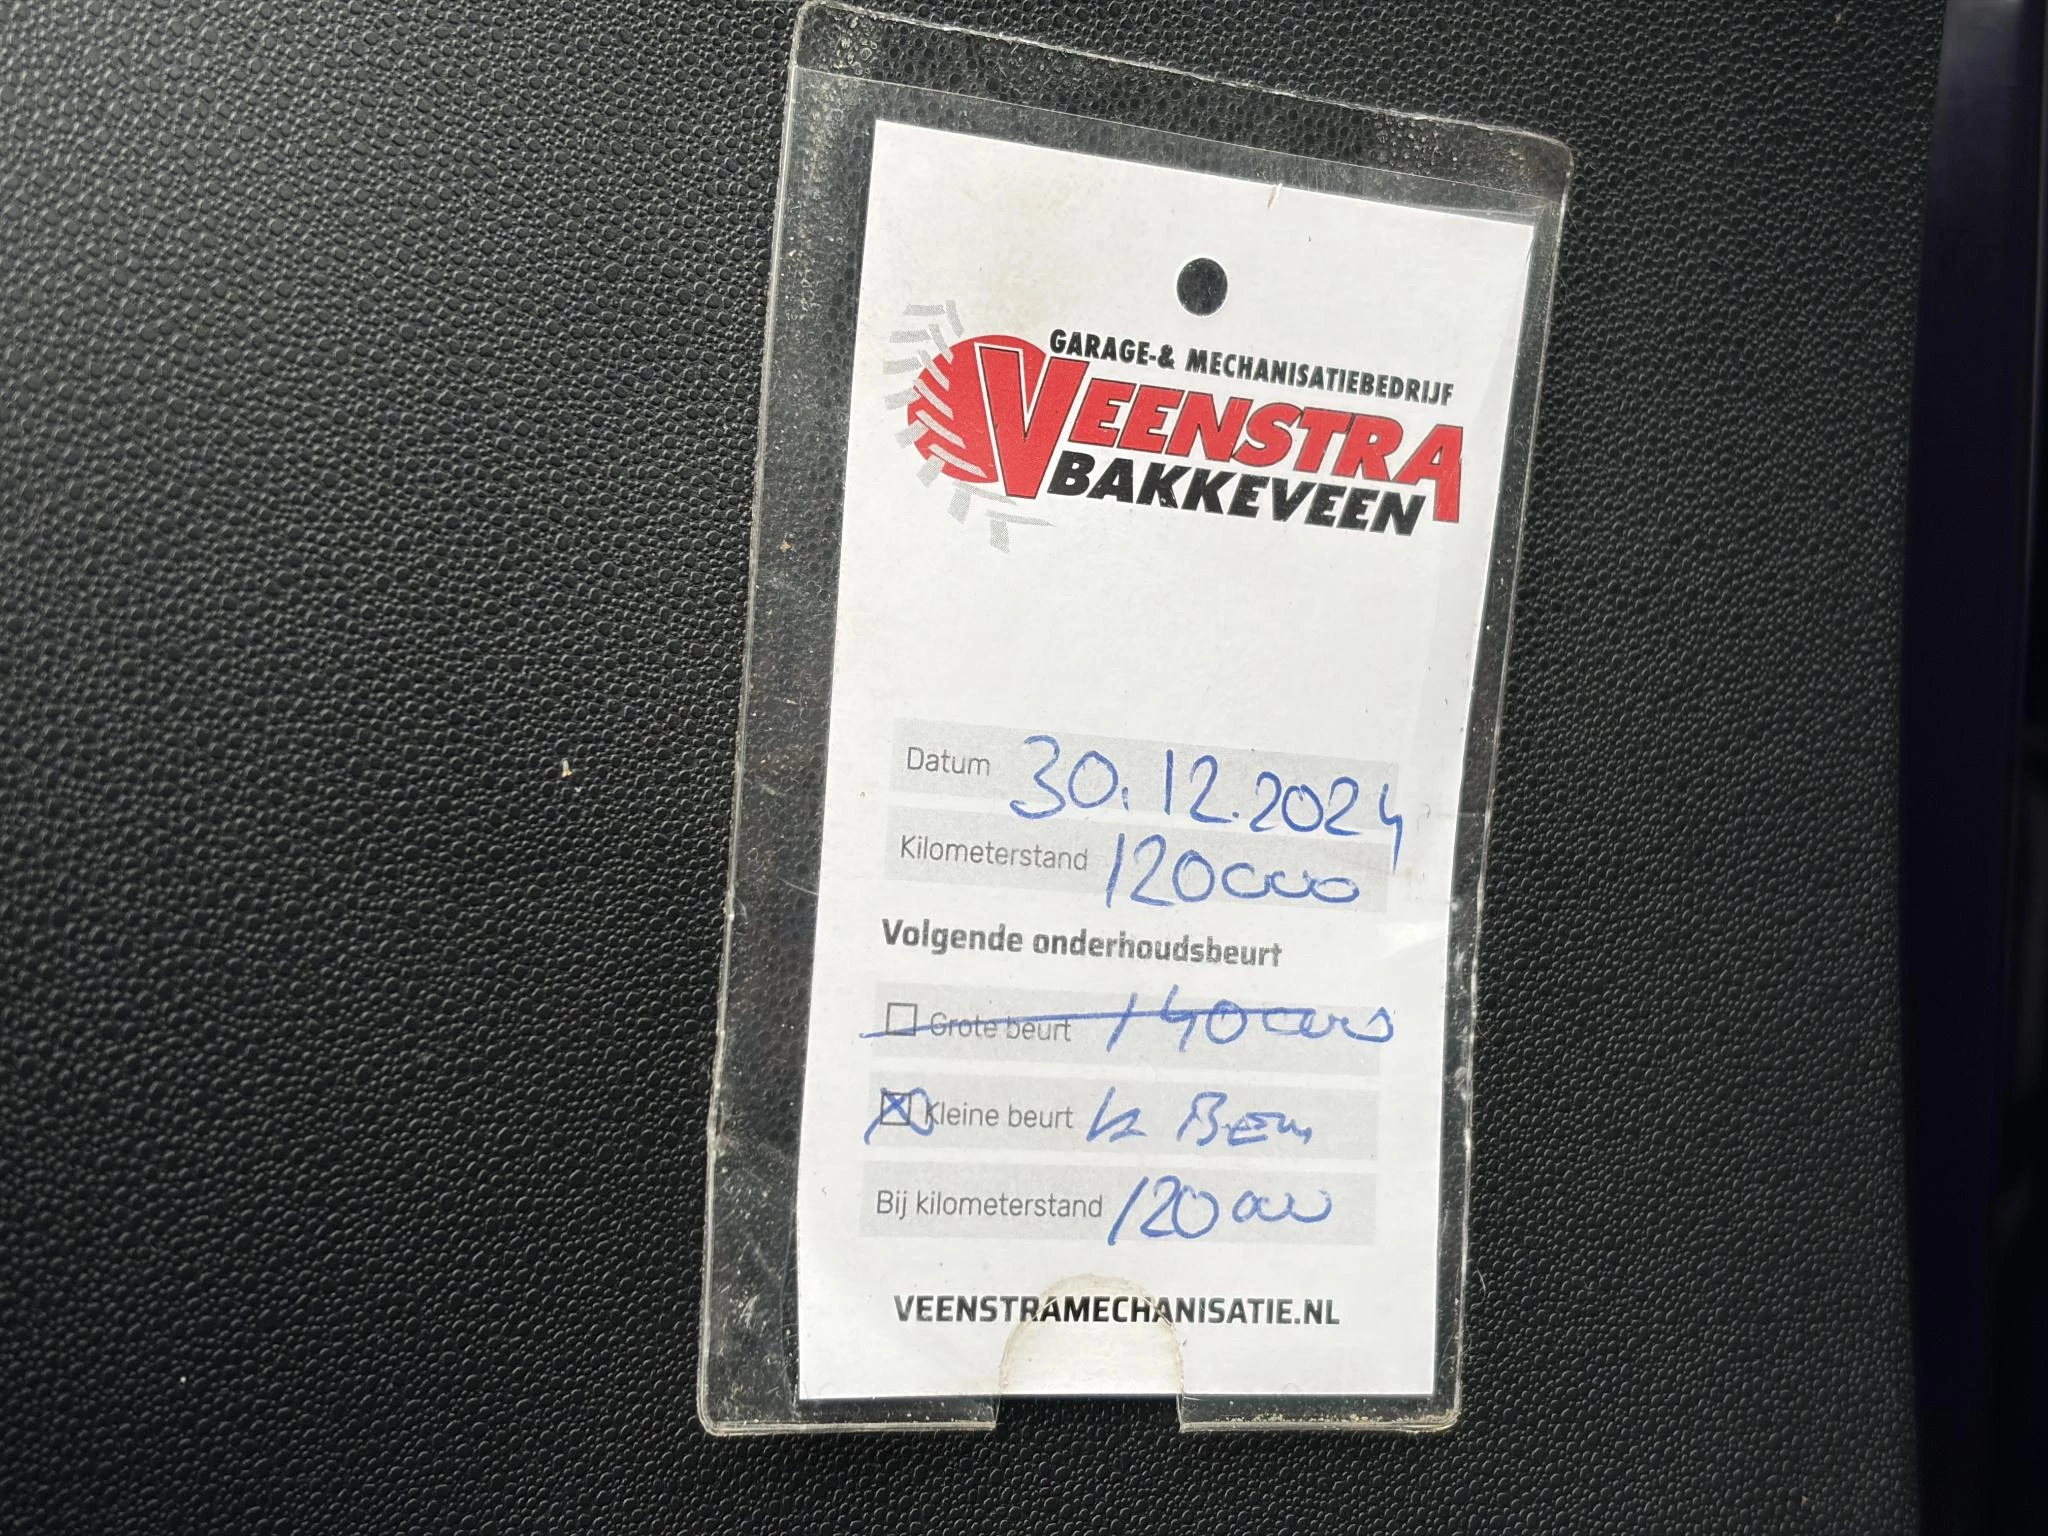 GARAGE-& MECHANISATIEBEDRIJF
VEENSTRA
BAKKEVEEN
Datum 30.12.2024
Kilometerstand 120000
Volgende onderhoudsbeurt
Grote beurt 140000
Kleine beurt
Bij kilometerstand 120000
VEENSTRAMECHANISATIE.NL